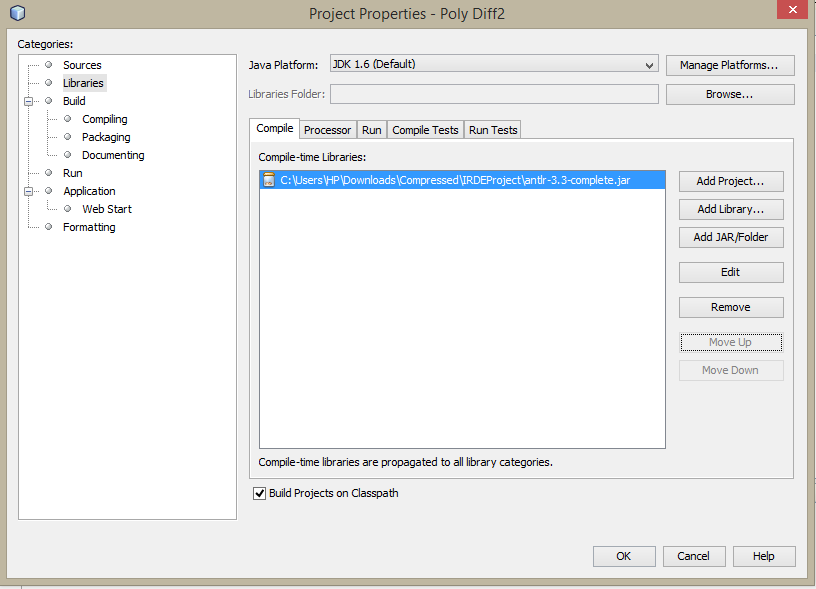 Project Properties - Poly Diff2
Categories:
Sources
Libraries
Build
Compiling
Packaging
Documenting
Run
Application
Web Start
Formatting
Java Platform: JDK 1.6 (Default) Manage Platforms...
Libraries Folder: Browse...
Compile Processor Run Compile Tests Run Tests
Compile-time Libraries:
C:\Users\HP\Downloads\Compressed\IRDEProject\antlr-3.3-complete.jar
Add Project...
Add Library...
Add JAR/Folder
Edit
Remove
Move Up
Move Down
Compile-time libraries are propagated to all library categories.
Build Projects on Classpath
OK Cancel Help